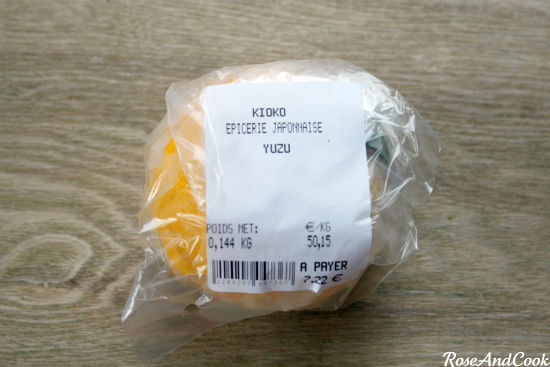 KIOKO
EPICERIE JAPONNAISE
YUZU
POIDS NET: €/KG
0,144 KG 50,15
A PAYER
7,22 €
RoseAndCook